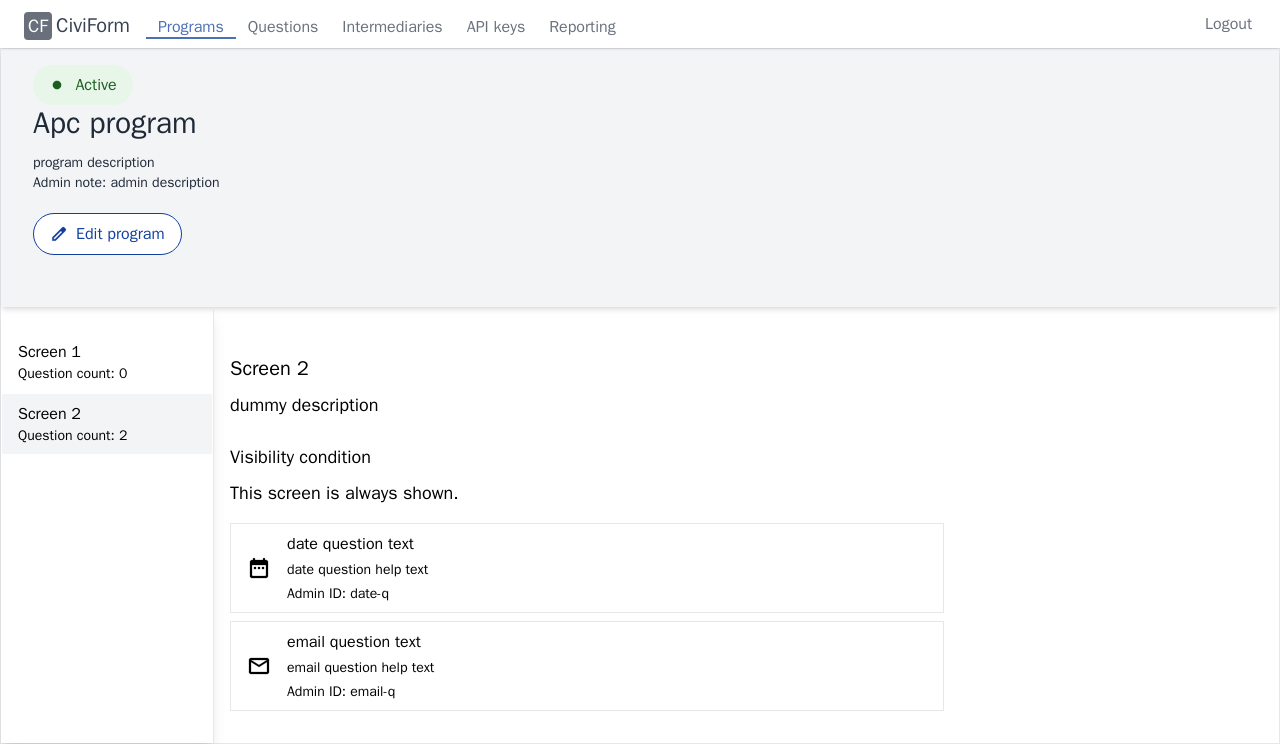 CF CiviForm Programs Questions Intermediaries API keys Reporting Logout
Active
Apc program
program description
Admin note: admin description
Edit program
Screen 1
Question count: 0
Screen 2
Question count: 2
Screen 2
dummy description
Visibility condition
This screen is always shown.
date question text
date question help text
Admin ID: date-q
email question text
email question help text
Admin ID: email-q